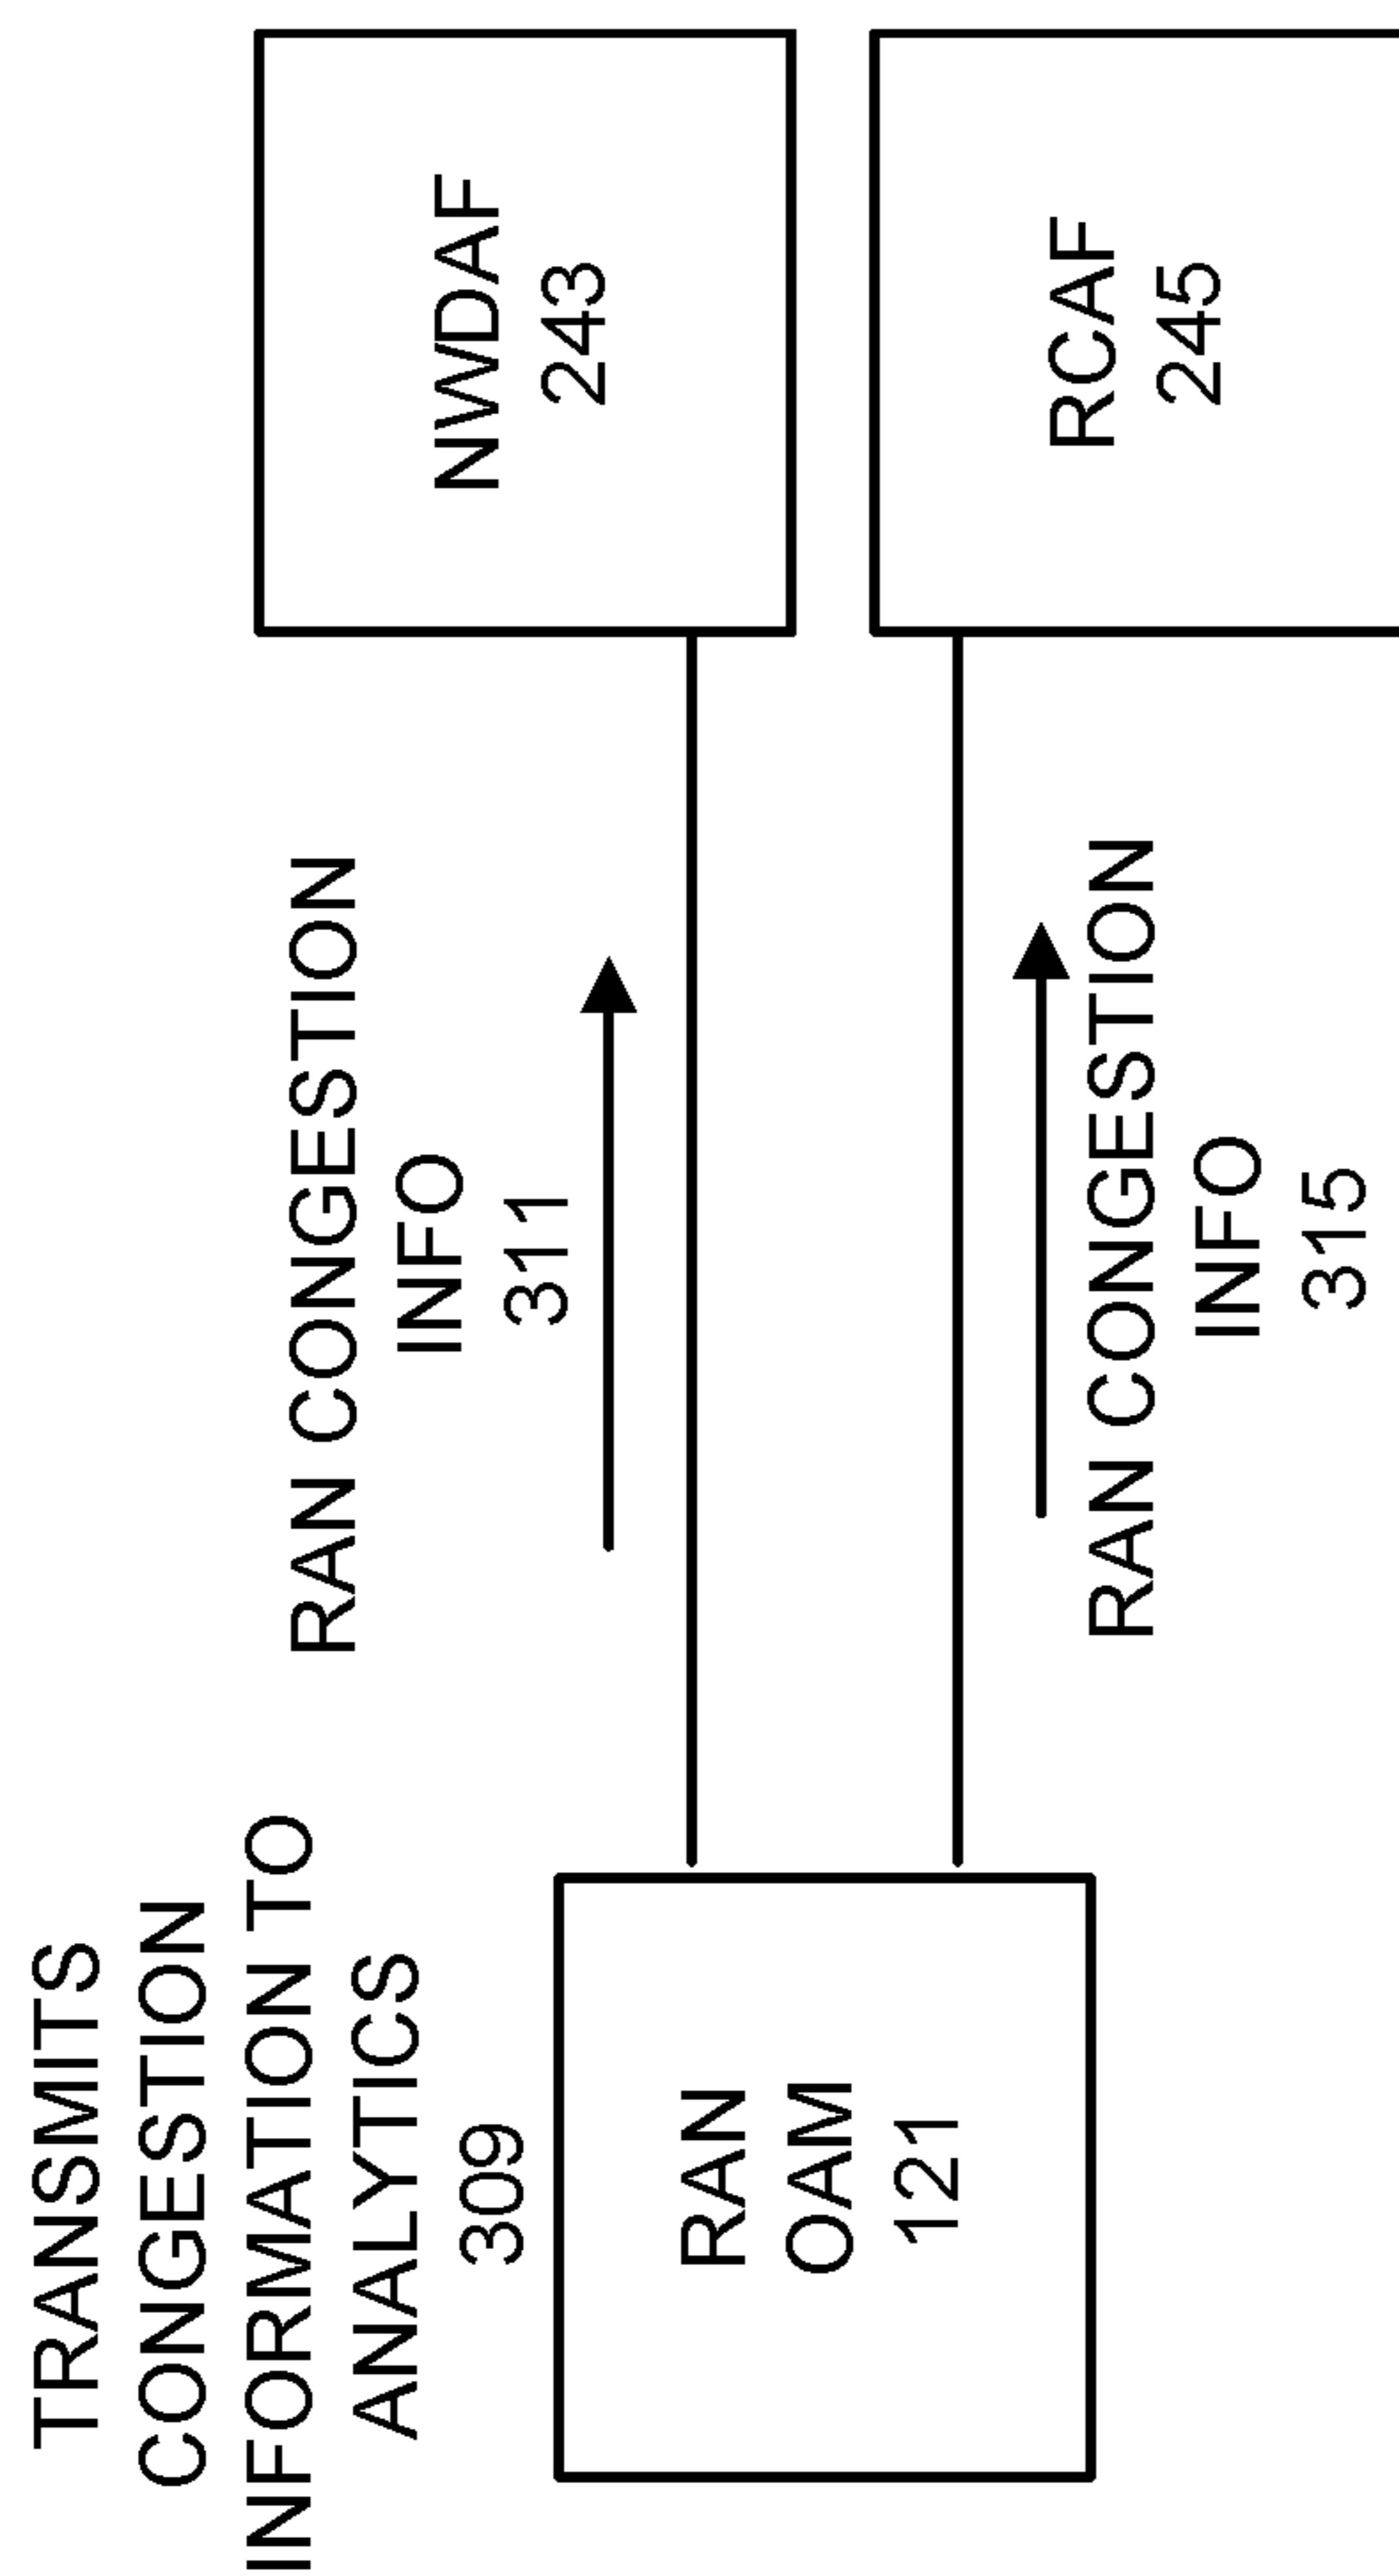 TRANSMITS
CONGESTION
INFORMATION TO
ANALYTICS
309
RAN
OAM
121
RAN CONGESTION
INFO
311
RAN CONGESTION
INFO
315
NWDAF
243
RCAF
245